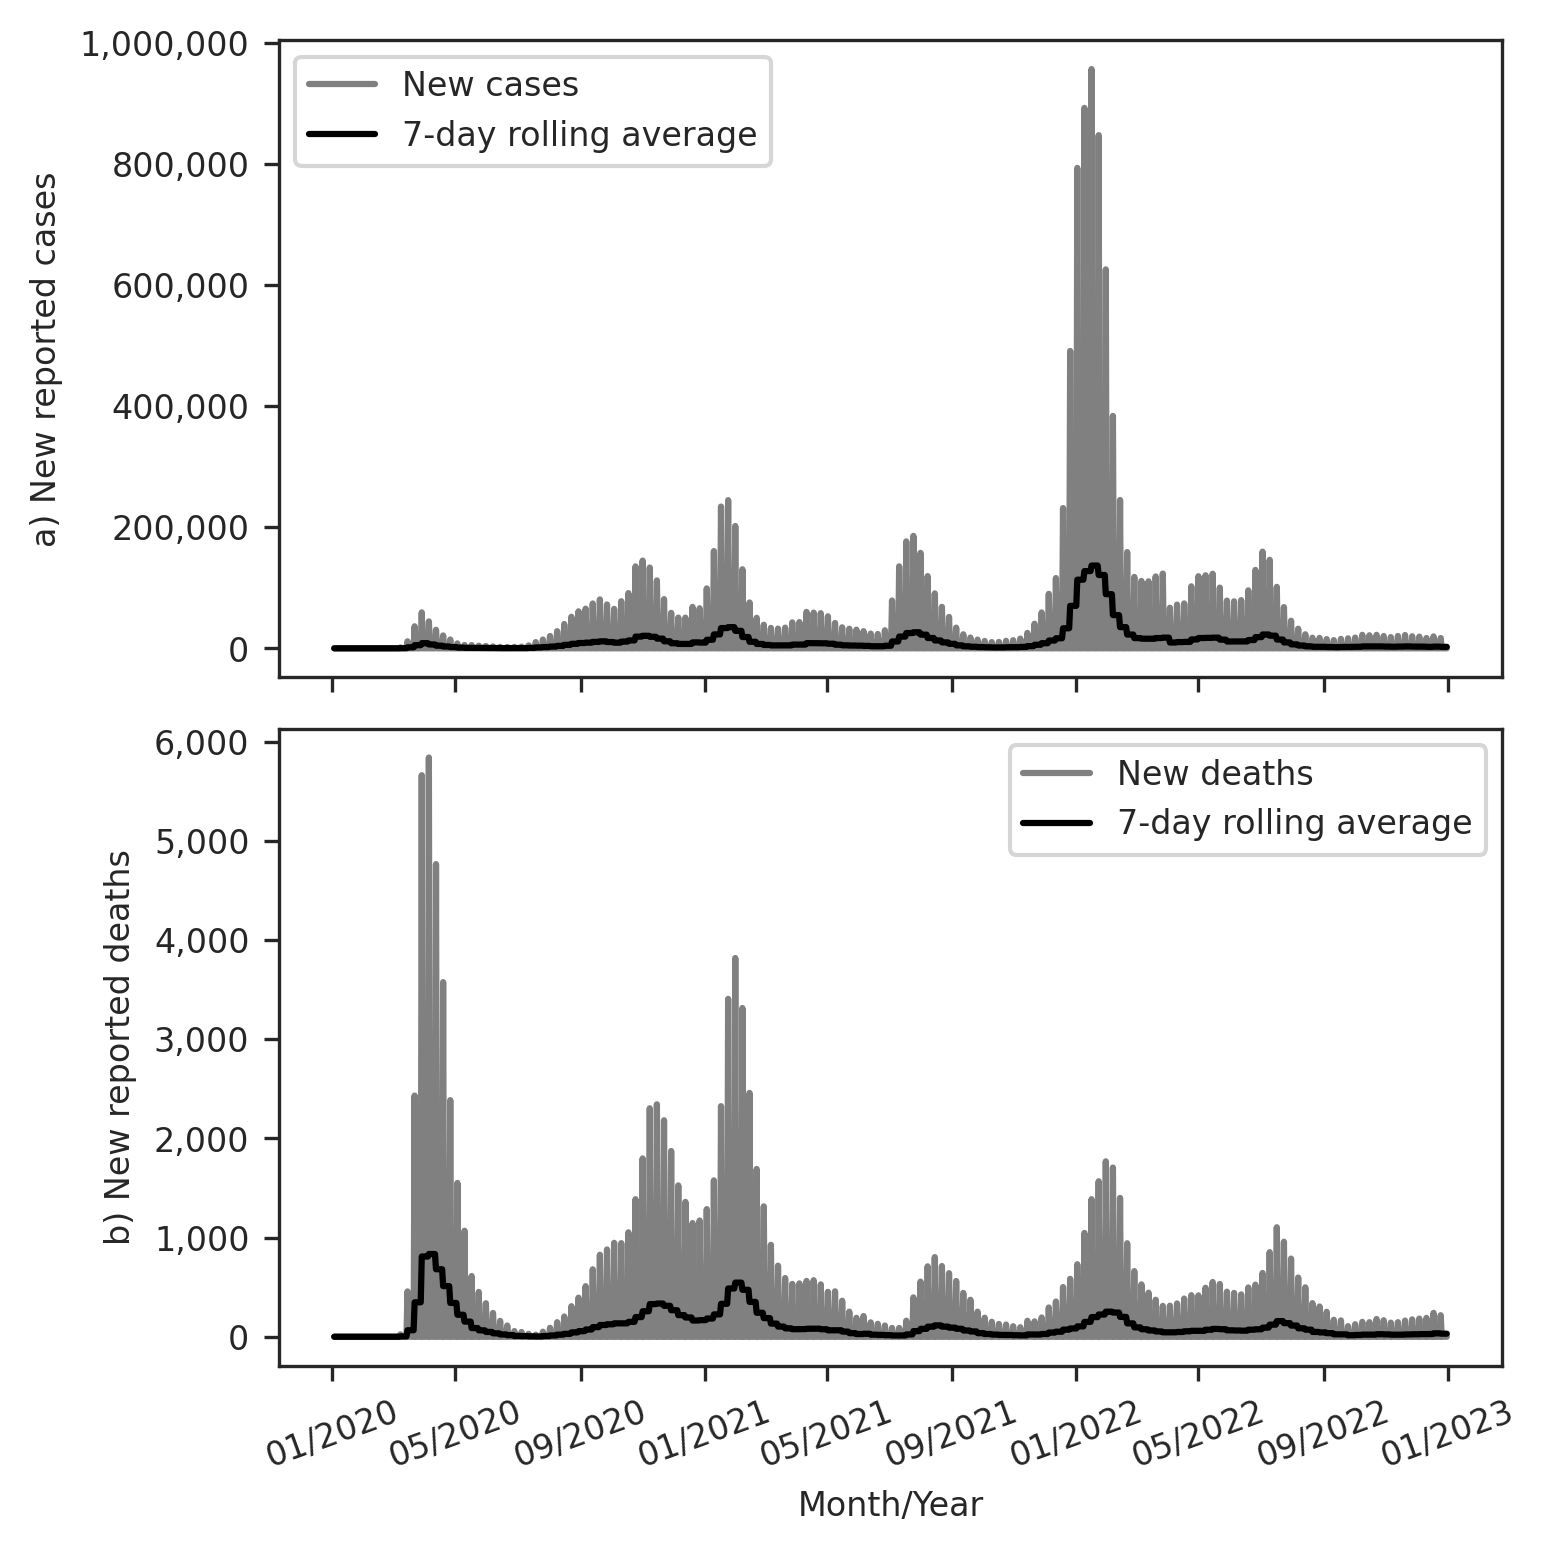 a) New reported cases
1,000,000
800,000
600,000
400,000
200,000
0
New cases
7-day rolling average
b) New reported deaths
6,000
5,000
4,000
3,000
2,000
1,000
0
New deaths
7-day rolling average
01/2020 05/2020 09/2020 01/2021 05/2021 09/2021 01/2022 05/2022 09/2022 01/2023
Month/Year